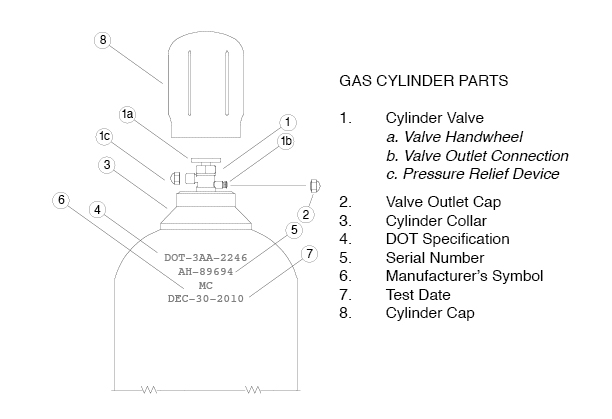 8
1a
1
1c
1b
3
6
4
2
5
7
DOT-3AA-2246
AH-89694
MC
DEC-30-2010
GAS CYLINDER PARTS
1. Cylinder Valve
a. Valve Handwheel
b. Valve Outlet Connection
c. Pressure Relief Device
2. Valve Outlet Cap
3. Cylinder Collar
4. DOT Specification
5. Serial Number
6. Manufacturer's Symbol
7. Test Date
8. Cylinder Cap